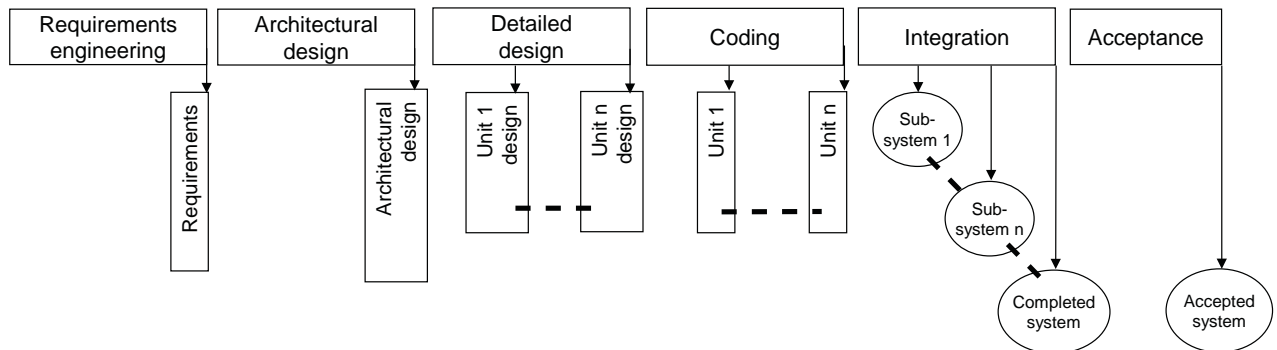 Requirements
engineering
Architectural
design
Detailed
design
Coding
Integration
Acceptance
Requirements
Architectural
design
Unit 1
design
Unit n
design
Unit 1
Unit n
Sub-
system 1
Sub-
system n
Completed
system
Accepted
system